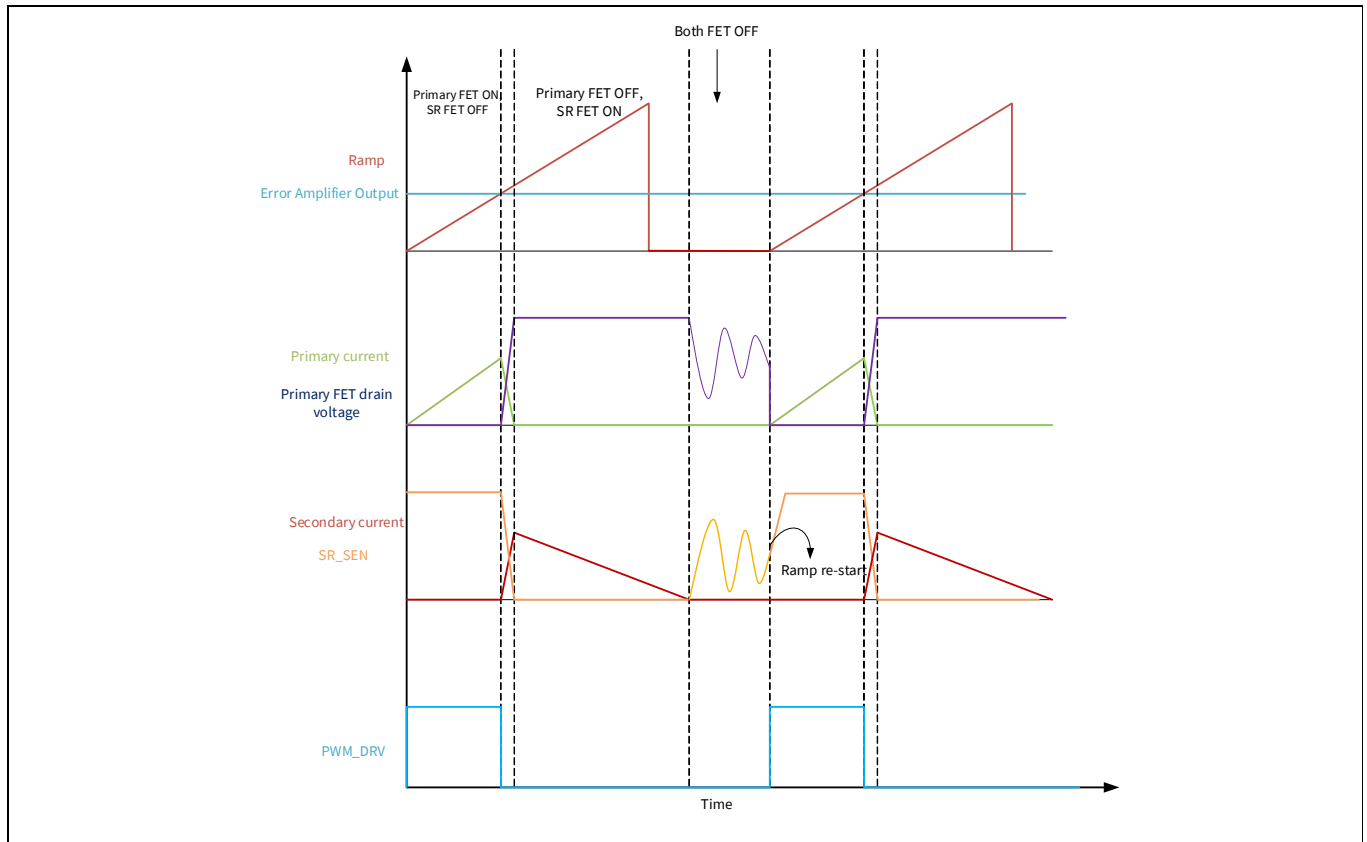 Both FET OFF
Primary FET ON,
SR FET OFF
Primary FET OFF,
SR FET ON
Ramp
Error Amplifier Output
Primary current
Primary FET drain
voltage
Secondary current
SR_SEN
Ramp re-start
PWM_DRV
Time